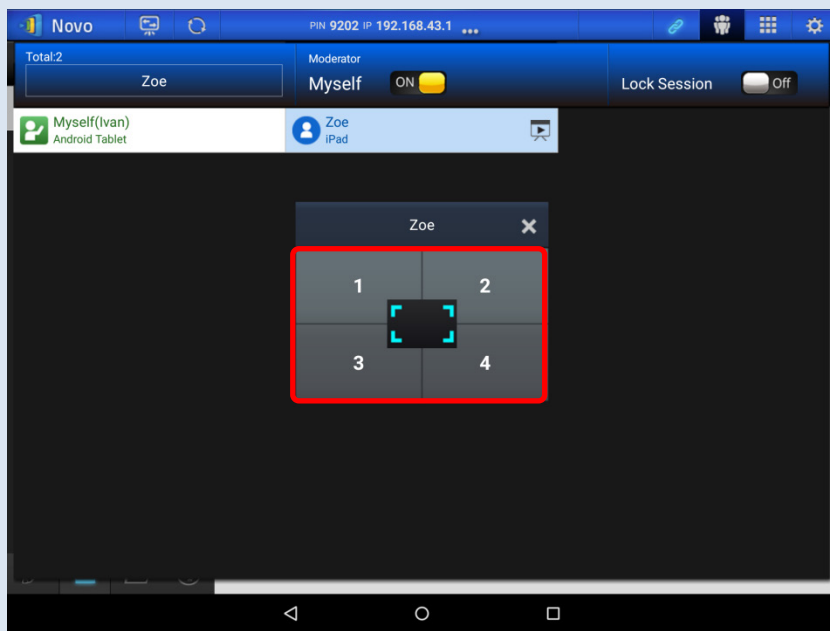 Novo
PIN 9202 IP 192.168.43.1 ...
Total:2
Zoe
Moderator
Myself ON
Lock Session Off
Myself(Ivan)
Android Tablet
Zoe
iPad
Zoe
1 2
3 4